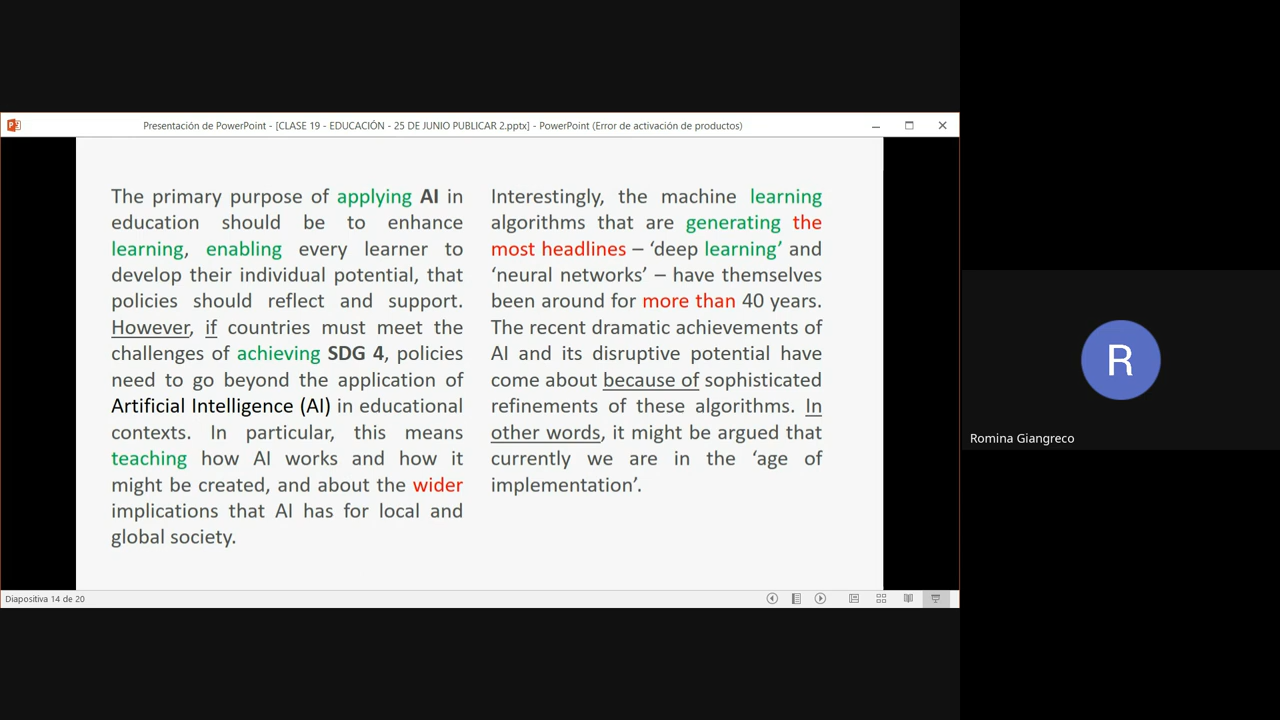 Presentación de PowerPoint - [CLASE 19 - EDUCACIÓN - 25 DE JUNIO PUBLICAR 2.pptx] - PowerPoint (Error de activación de productos)
The primary purpose of applying AI in
education should be to enhance
learning, enabling every learner to
develop their individual potential, that
policies should reflect and support.
However, if countries must meet the
challenges of achieving SDG 4, policies
need to go beyond the application of
Artificial Intelligence (AI) in educational
contexts. In particular, this means
teaching how AI works and how it
might be created, and about the wider
implications that AI has for local and
global society.
Interestingly, the machine learning
algorithms that are generating the
most headlines – ‘deep learning’ and
‘neural networks’ – have themselves
been around for more than 40 years.
The recent dramatic achievements of
AI and its disruptive potential have
come about because of sophisticated
refinements of these algorithms. In
other words, it might be argued that
currently we are in the ‘age of
implementation’.
Diapositiva 14 de 20
R
Romina Giangreco